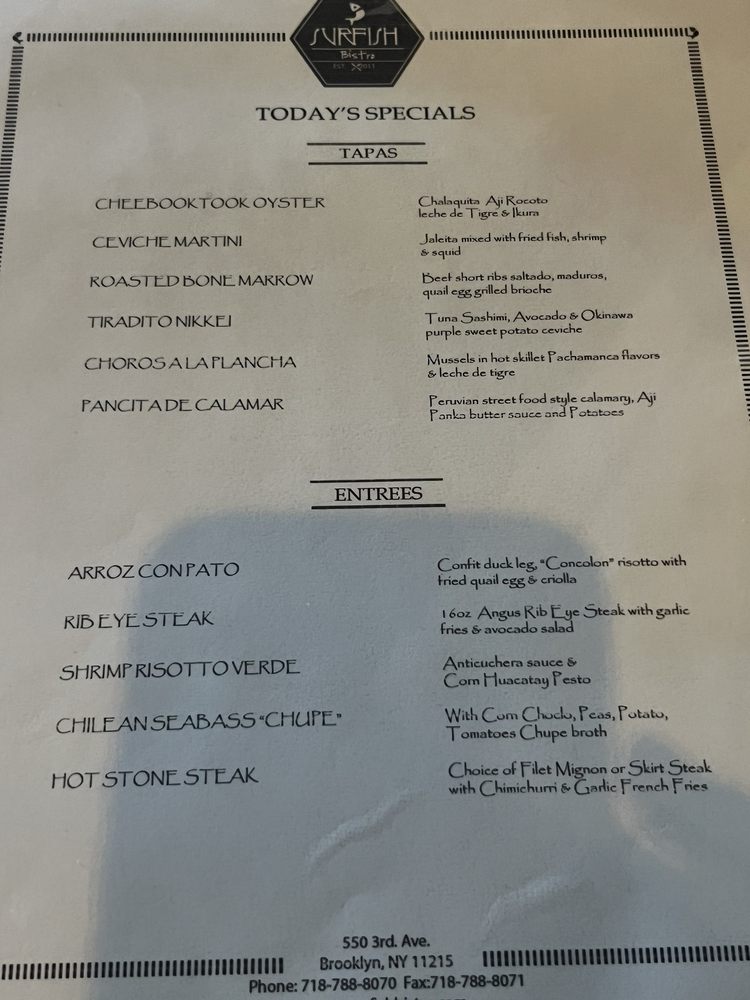 SURFISH
Bistro
EST. 2011
TODAY'S SPECIALS
TAPAS
CHEEBOOKTOOK OYSTER
Chalaquita Aji Rocoto
leche de Tigre & Ikura
CEVICHE MARTINI
Jaleita mixed with fried fish, shrimp
& squid
ROASTED BONE MARROW
Beef short ribs saltado, maduros,
quail egg grilled brioche
TIRADITO NIKKEI
Tuna Sashimi, Avocado & Okinawa
purple sweet potato ceviche
CHOROS A LA PLANCHA
Mussels in hot skillet Pachamanca flavors
& leche de tigre
PANCITA DE CALAMAR
Peruvian street food style calamary, Aji
Panka butter sauce and Potatoes
ENTREES
ARROZ CON PATO
Confit duck leg, "Concolon" risotto with
fried quail egg & criolla
RIB EYE STEAK
16oz Angus Rib Eye Steak with garlic
fries & avocado salad
SHRIMP RISOTTO VERDE
Anticuchera sauce &
Corn Huacatay Pesto
CHILEAN SEABASS "CHUPE"
With Corn Choclo, Peas, Potato,
Tomatoes Chupe broth
HOT STONE STEAK
Choice of Filet Mignon or Skirt Steak
with Chimichurri & Garlic French Fries
550 3rd. Ave.
Brooklyn, NY 11215
Phone: 718-788-8070 Fax:718-788-8071